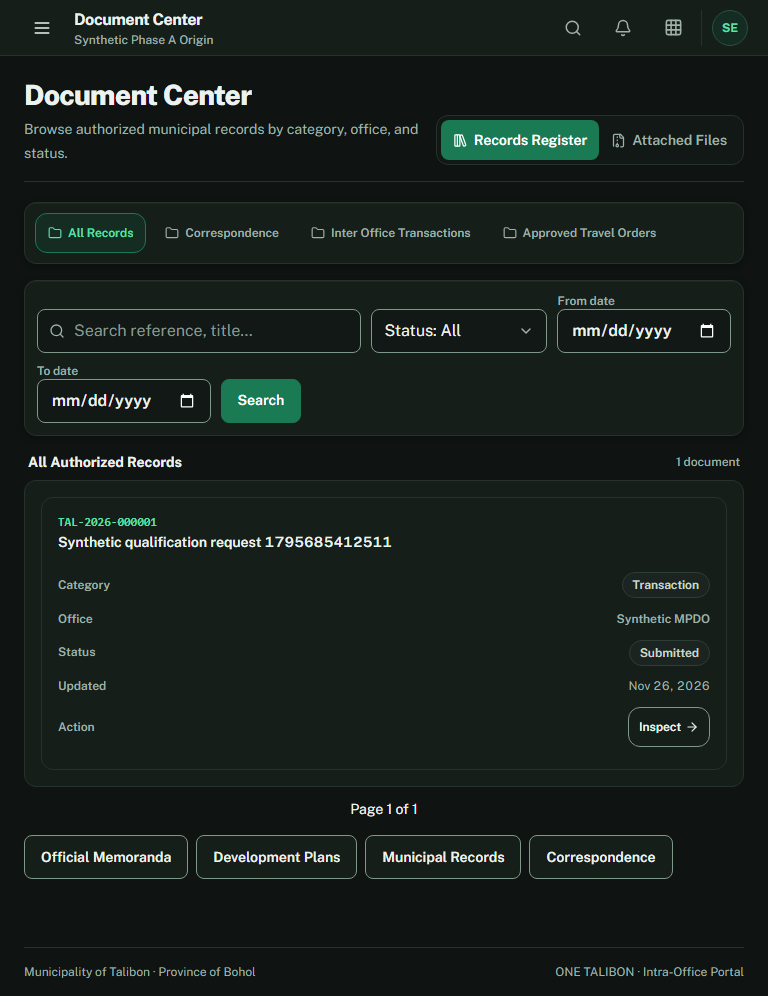 Document Center
Synthetic Phase A Origin
SE
Document Center
Browse authorized municipal records by category, office, and
status.
Records Register
Attached Files
All Records
Correspondence
Inter Office Transactions
Approved Travel Orders
From date
Search reference, title...
Status: All
mm/dd/yyyy
To date
mm/dd/yyyy
Search
All Authorized Records
1 document
TAL-2026-000001
Synthetic qualification request 1795685412511
Category
Transaction
Office
Synthetic MPDO
Status
Submitted
Updated
Nov 26, 2026
Action
Inspect →
Page 1 of 1
Official Memoranda
Development Plans
Municipal Records
Correspondence
Municipality of Talibon · Province of Bohol
ONE TALIBON · Intra-Office Portal